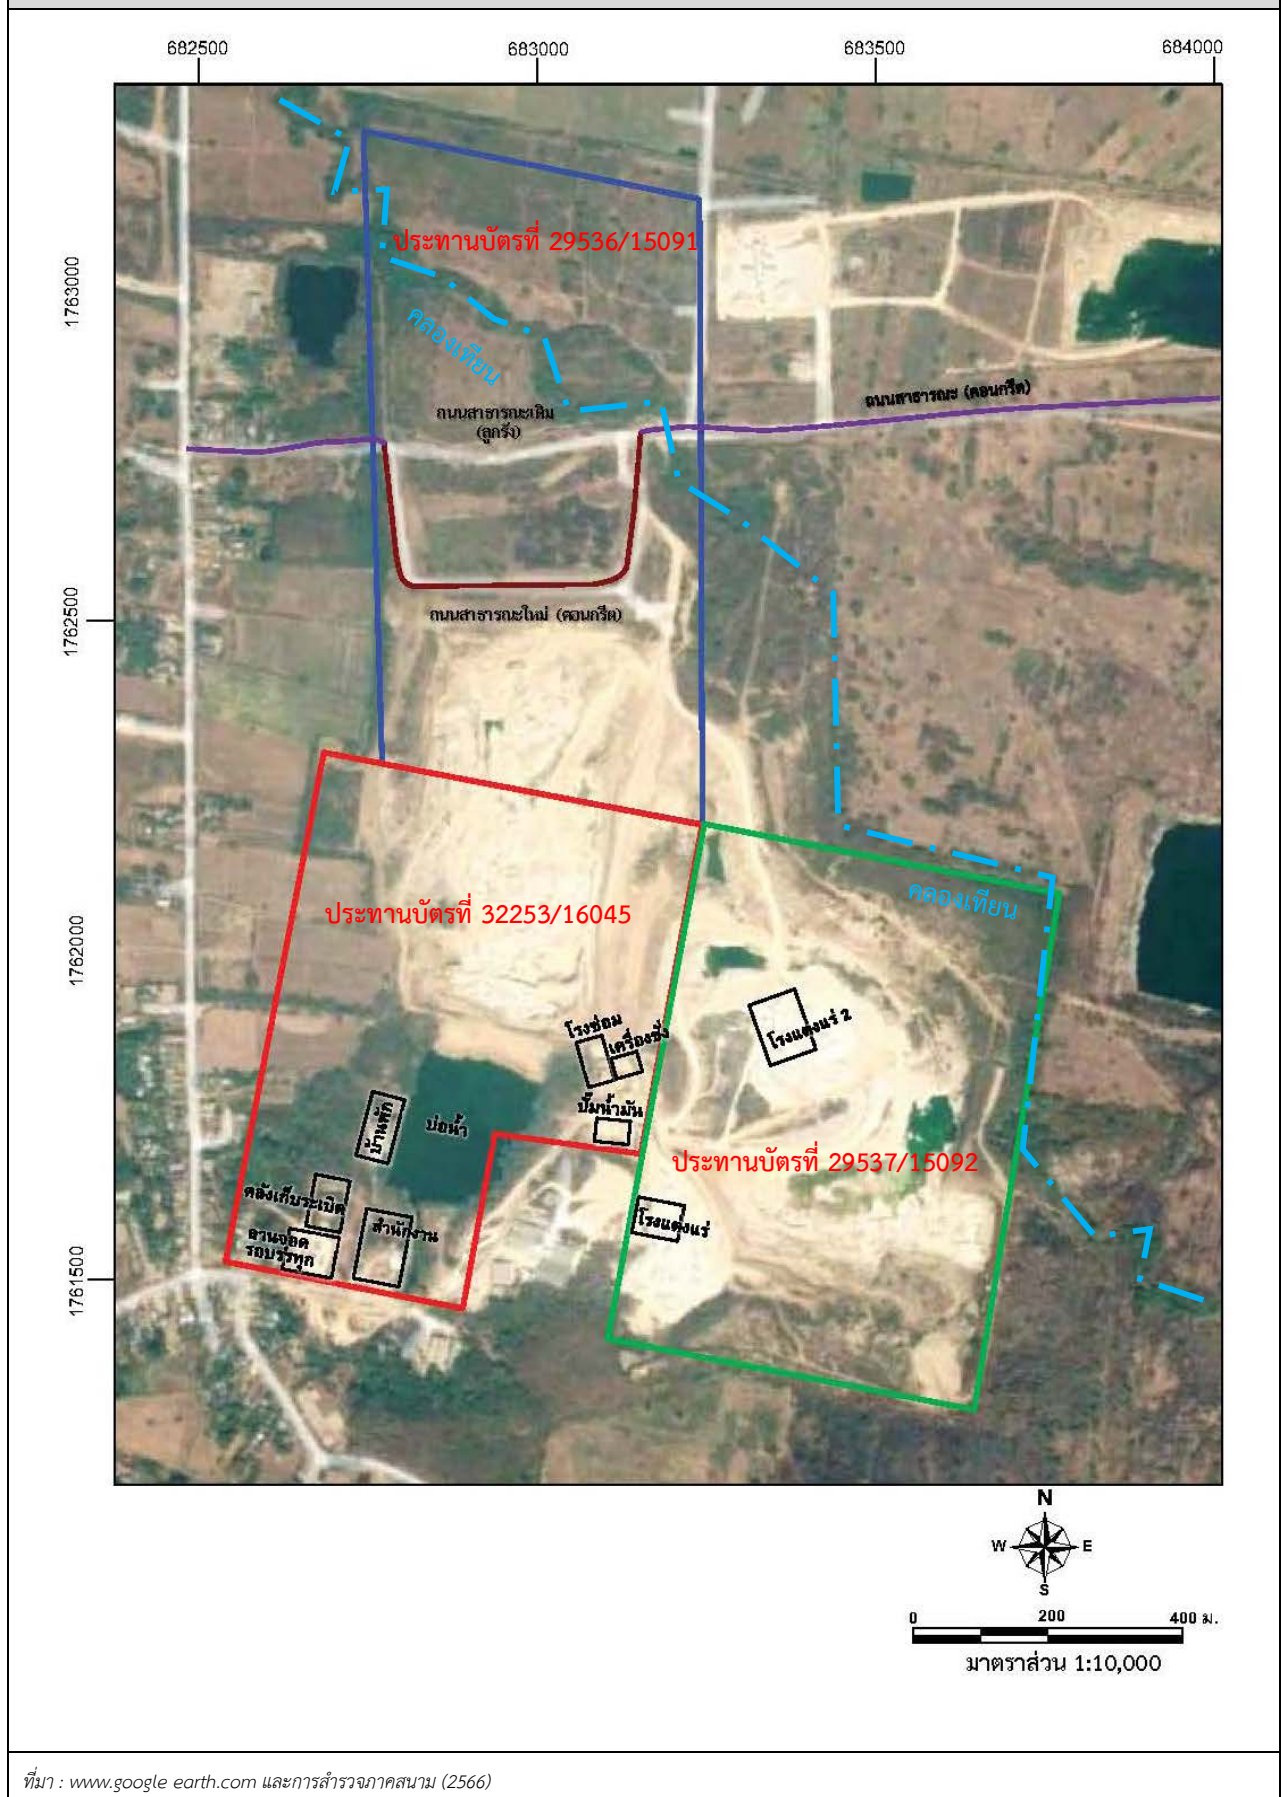 682500
683000
683500
684000
1763000
1762500
1762000
1761500
ประทานบัตรที่ 29536/15091
คลองเทียน
ถนนสาธารณะเดิม
(ลูกรัง)
ถนนสาธารณะ (คอนกรีต)
ถนนสาธารณะใหม่ (คอนกรีต)
คลองเทียน
ประทานบัตรที่ 32253/16045
โรงซ่อม
เครื่องชั่ง
โรงแต่งแร่ 2
ปั๊มน้ำมัน
บ้านพัก
บ่อน้ำ
ประทานบัตรที่ 29537/15092
คลังเก็บระเบิด
สำนักงาน
โรงแต่งแร่
ลานจอด
รถบรรทุก
N
W
E
S
0
200
400 ม.
มาตราส่วน 1:10,000
ที่มา : www.google earth.com และการสำรวจภาคสนาม (2566)